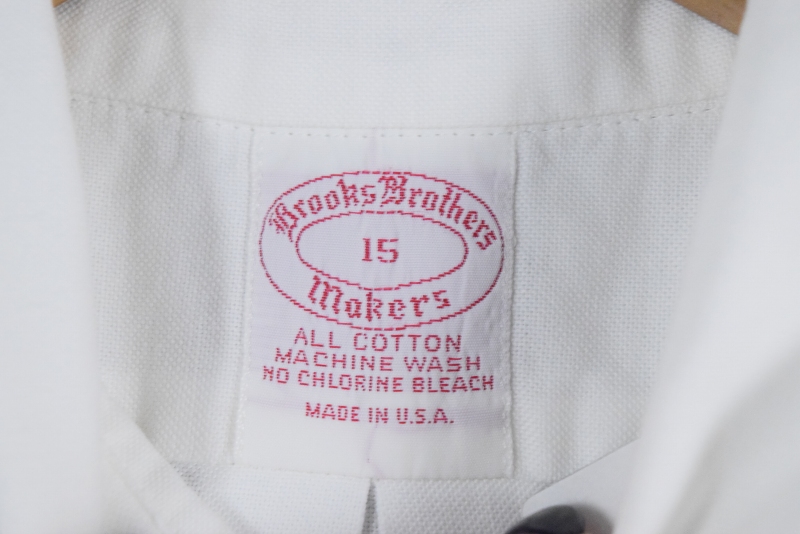 Brooks Brothers
15
Makers
ALL COTTON
MACHINE WASH
NO CHLORINE BLEACH
MADE IN U.S.A.